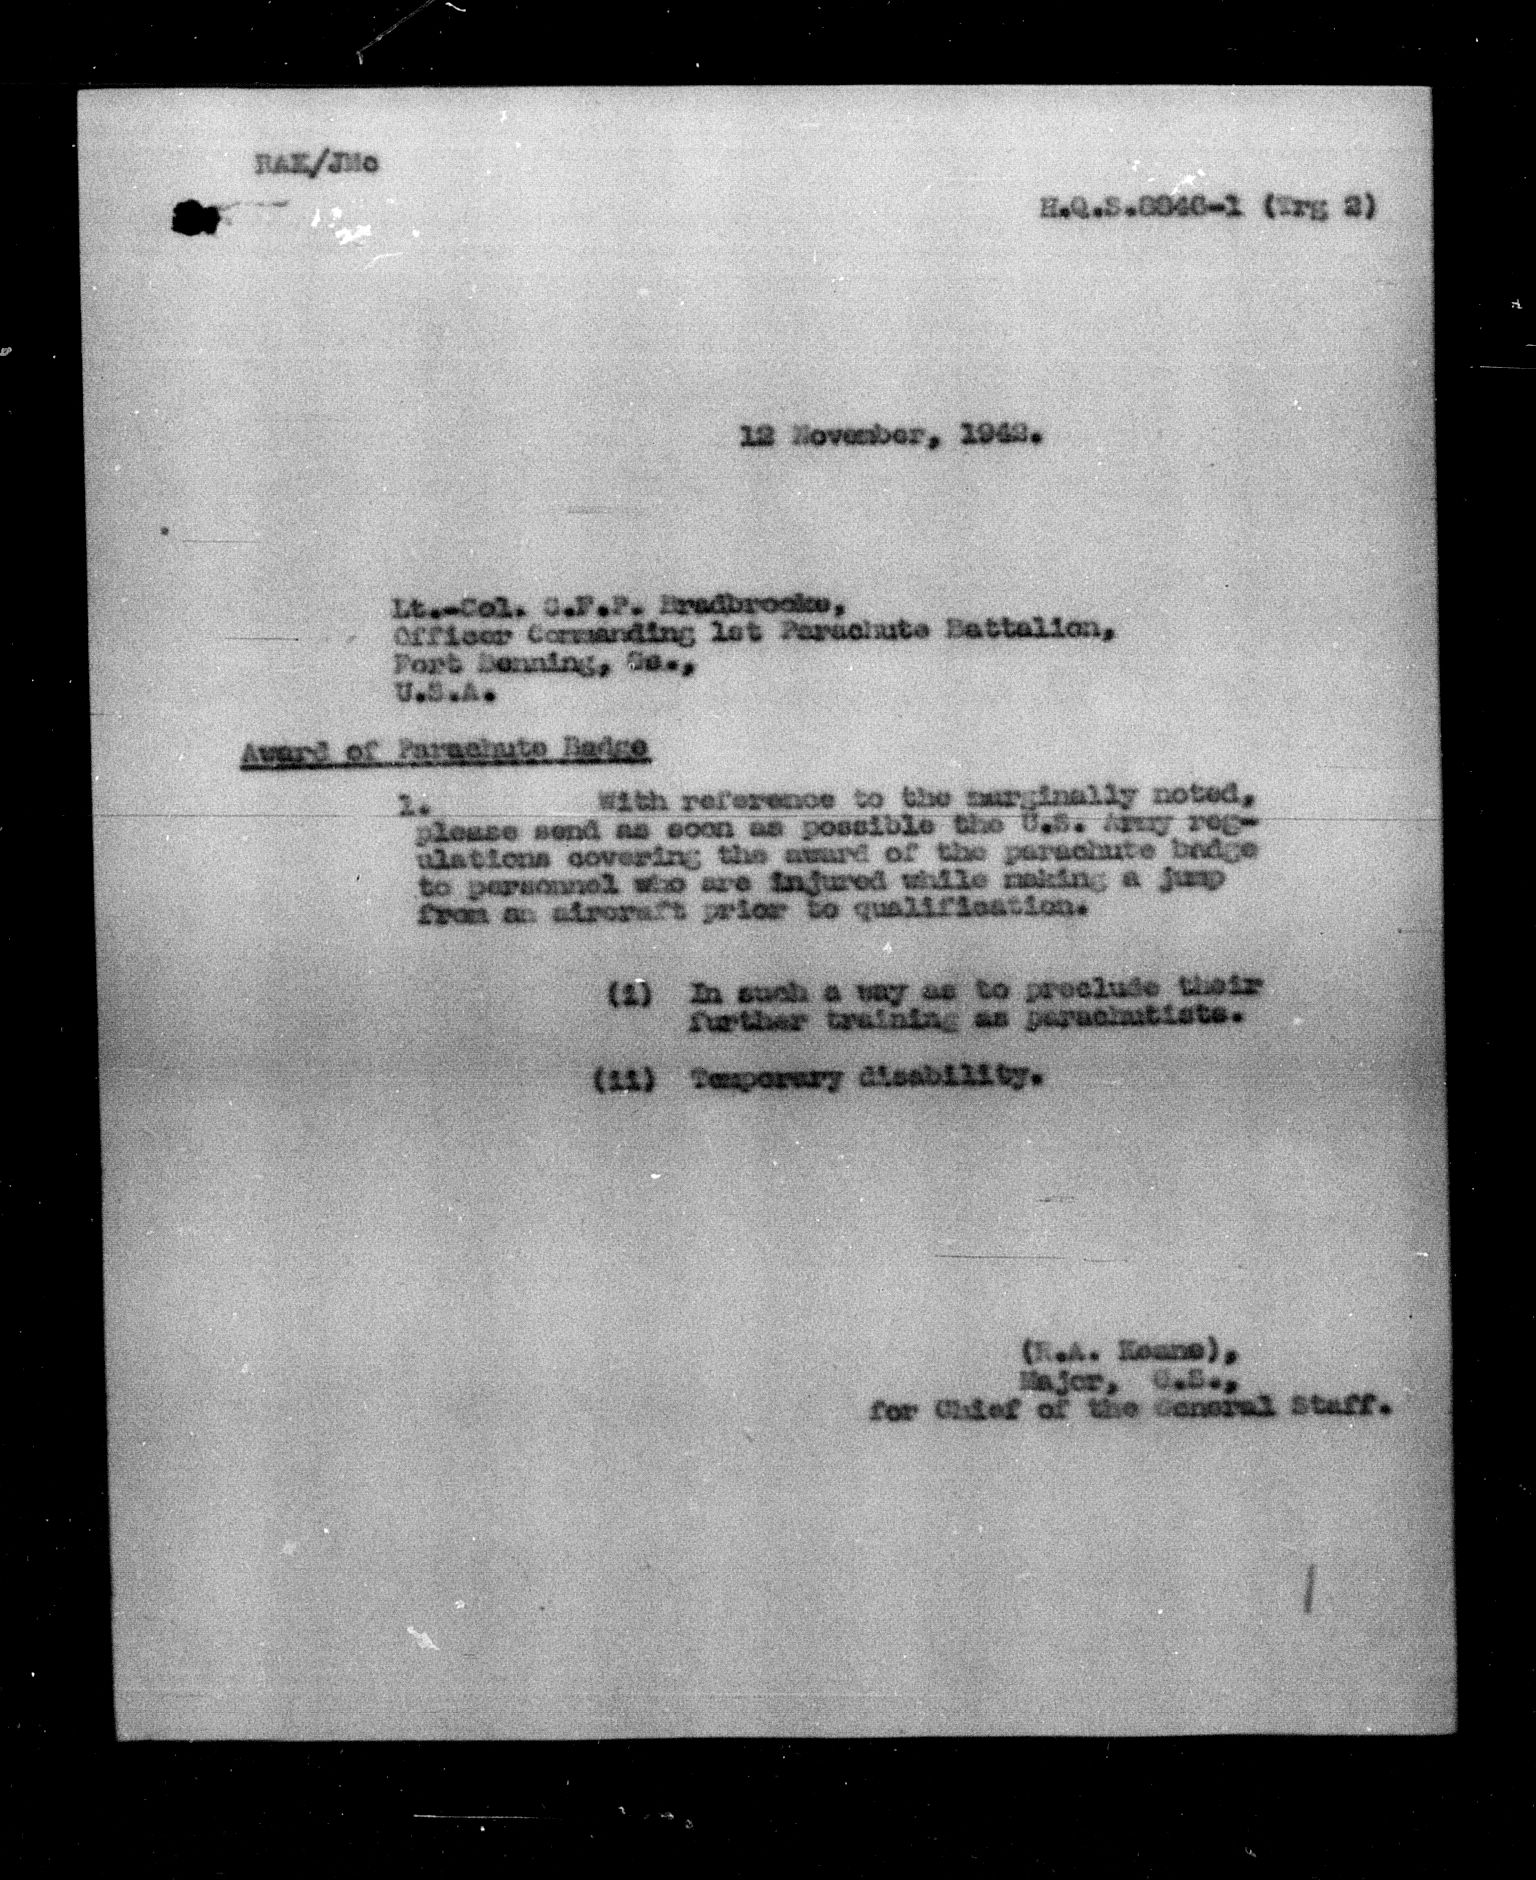 RAK/JMc
H.Q.S.8846-1 (Trg 2)
12 November, 1942.
Lt.-Col. G.F.P. Bradbrooke,
Officer Commanding 1st Parachute Battalion,
Fort Benning, Ga.,
U.S.A.
Award of Parachute Badge
1. With reference to the marginally noted,
please send as soon as possible the U.S. Army reg-
ulations covering the award of the parachute badge
to personnel who are injured while making a jump
from an aircraft prior to qualification.
(i) In such a way as to preclude their
further training as parachutists.
(ii) Temporary disability.
(R.A. Keane),
Major, G.S.,
for Chief of the General Staff.